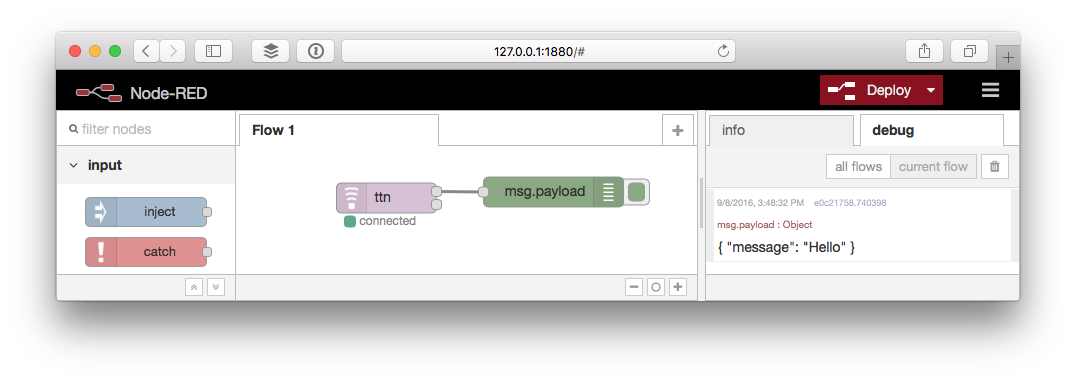 127.0.0.1:1880/#
Node-RED
Deploy
filter nodes
Flow 1
info
debug
input
all flows
current flow
inject
ttn
msg.payload
connected
catch
9/8/2016, 3:48:32 PM e0c21758.740398
msg.payload : Object
{ "message": "Hello" }